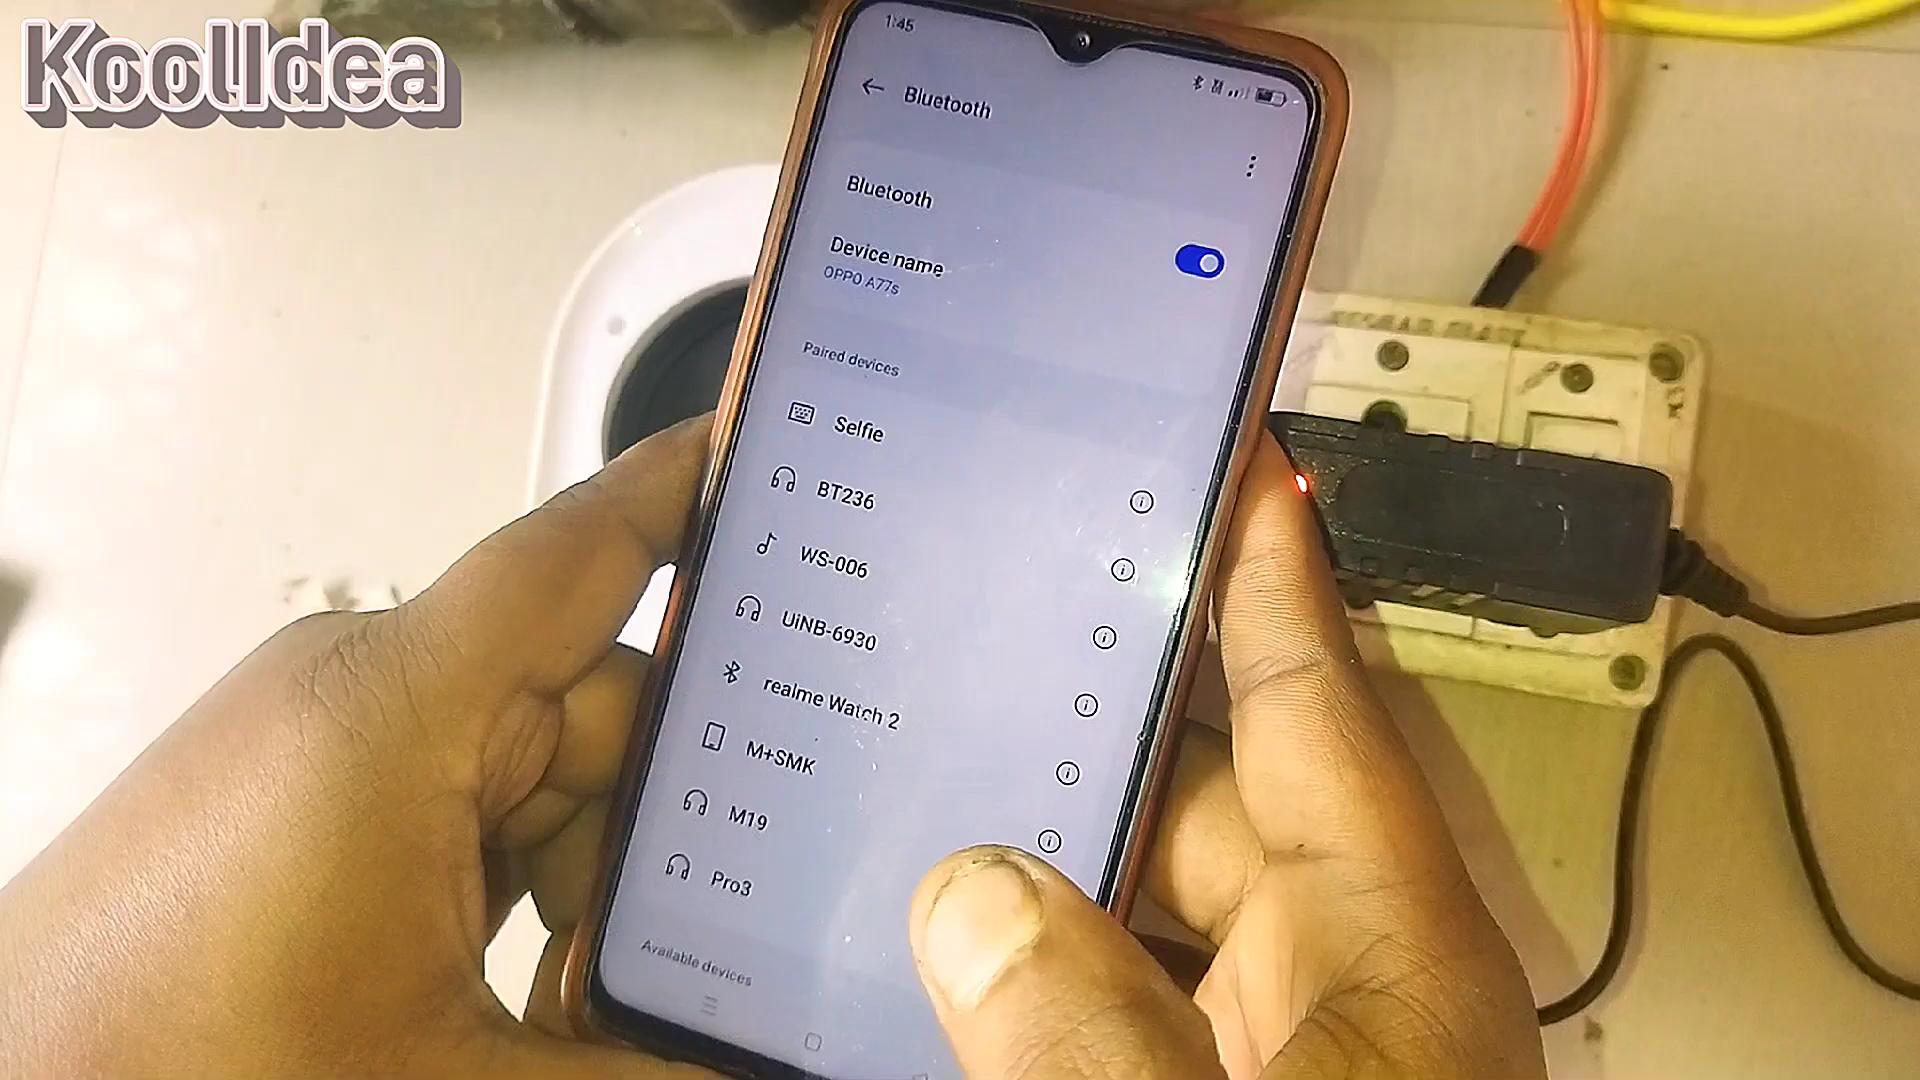 KoolIdea
1:45
Bluetooth
Bluetooth
Device name
OPPO A77s
Paired devices
Selfie
BT236
WS-006
UiNB-6930
realme Watch 2
M+SMK
M19
Pro3
Available devices